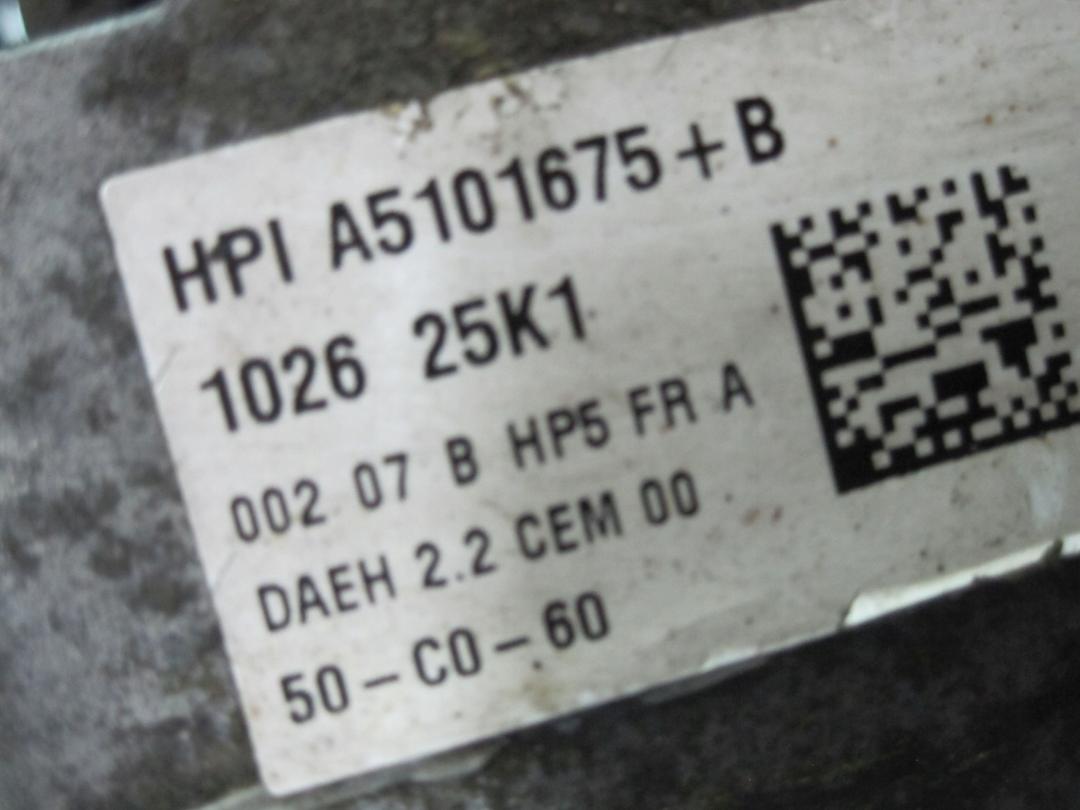 HPI A5101675+B
1026 25K1
002 07 B HP5 FR A
DAEH 2.2 CEM 00
50-C0-60